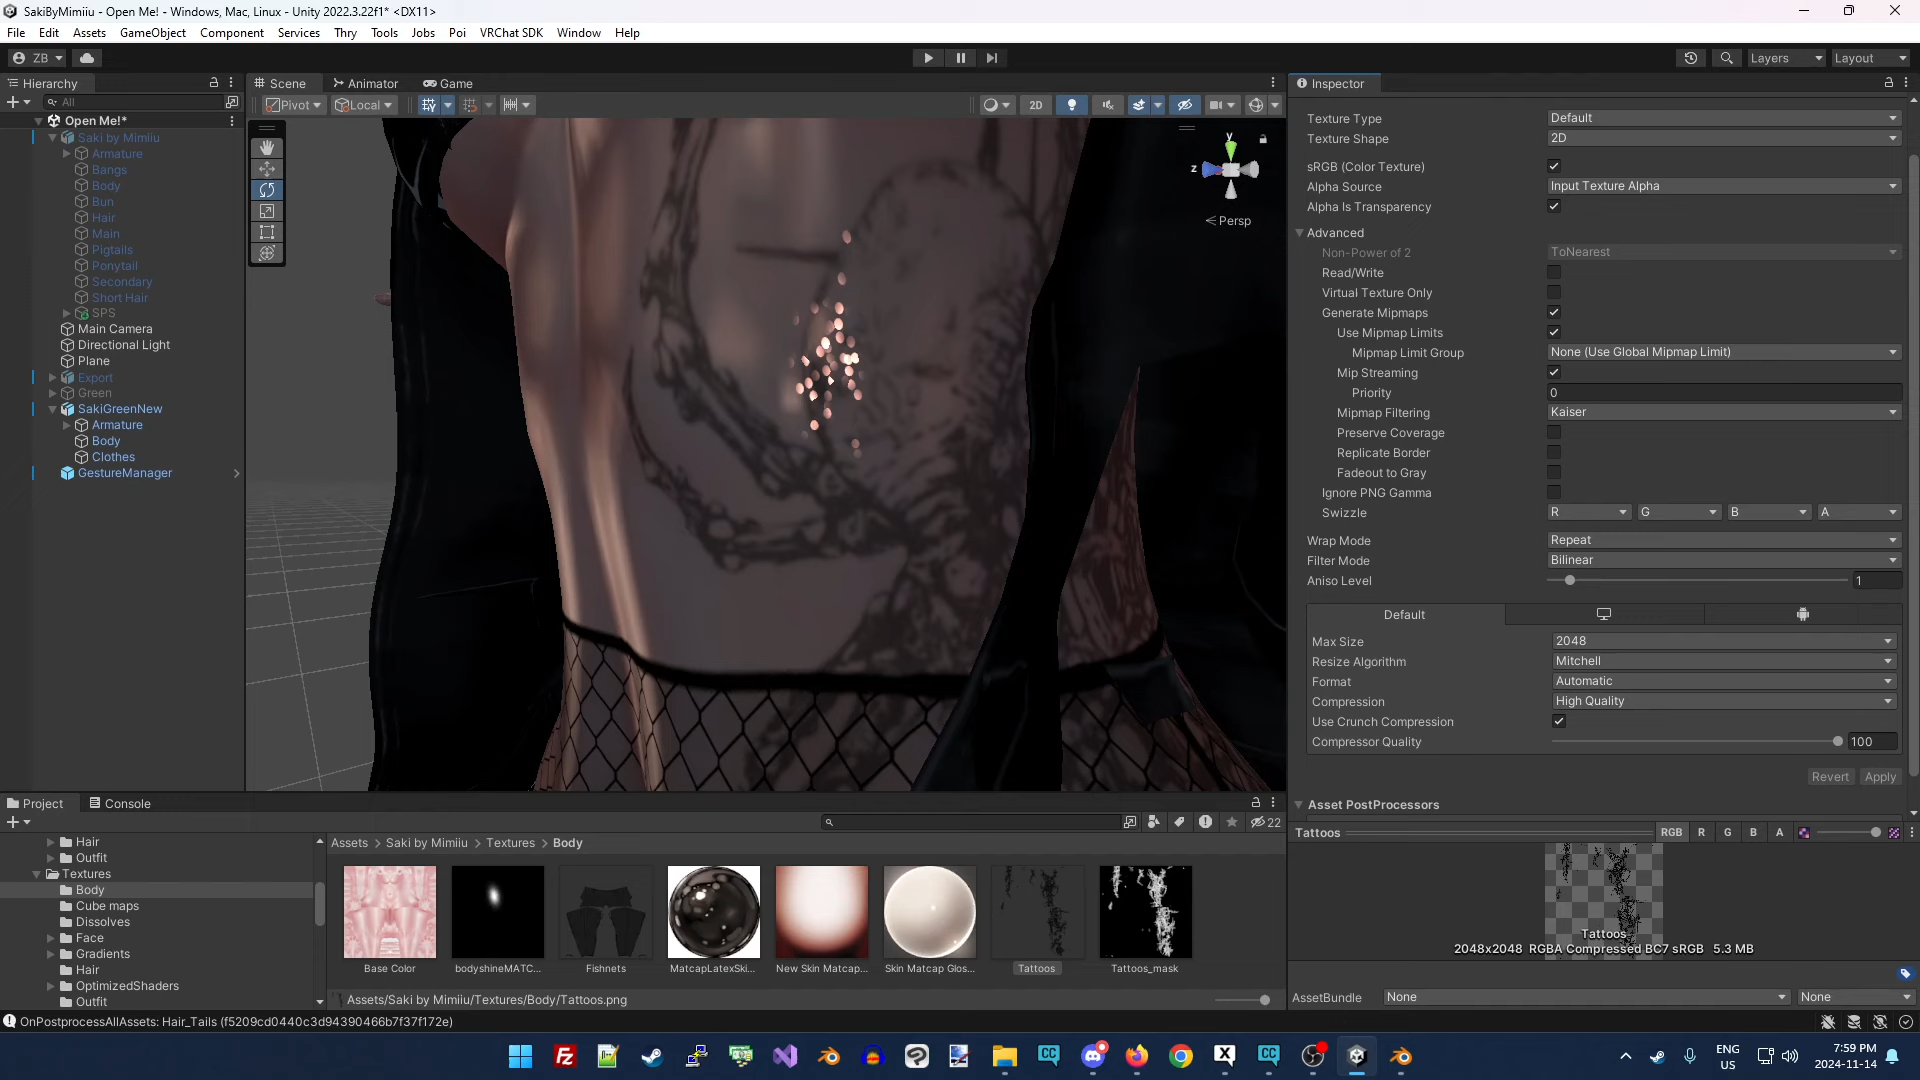 SakiByMimiiu - Open Me! - Windows, Mac, Linux - Unity 2022.3.22f1* <DX11>
File Edit Assets GameObject Component Services Thry Tools Jobs Poi VRChat SDK Window Help
ZB Layers Layout
Hierarchy
All
Open Me!*
Saki by Mimiiu
Armature
Bangs
Body
Bun
Hair
Main
Pigtails
Ponytail
Secondary
Short Hair
SPS
Main Camera
Directional Light
Plane
Export
Green
SakiGreenNew
Armature
Body
Clothes
GestureManager
Scene Animator Game
Pivot Local 2D
y
z
Persp
Inspector
Texture Type Default
Texture Shape 2D
sRGB (Color Texture)
Alpha Source Input Texture Alpha
Alpha Is Transparency
Advanced
Non-Power of 2 ToNearest
Read/Write
Virtual Texture Only
Generate Mipmaps
Use Mipmap Limits
Mipmap Limit Group None (Use Global Mipmap Limit)
Mip Streaming
Priority 0
Mipmap Filtering Kaiser
Preserve Coverage
Replicate Border
Fadeout to Gray
Ignore PNG Gamma
Swizzle R G B A
Wrap Mode Repeat
Filter Mode Bilinear
Aniso Level 1
Default
Max Size 2048
Resize Algorithm Mitchell
Format Automatic
Compression High Quality
Use Crunch Compression
Compressor Quality 100
Revert Apply
Asset PostProcessors
Tattoos RGB R G B A
Tattoos
2048x2048 RGBA Compressed BC7 sRGB 5.3 MB
AssetBundle None None
Project Console
22
Hair
Outfit
Textures
Body
Cube maps
Dissolves
Face
Gradients
Hair
OptimizedShaders
Outfit
Assets > Saki by Mimiiu > Textures > Body
Base Color bodyshineMATC... Fishnets MatcapLatexSki... New Skin Matcap... Skin Matcap Glos... Tattoos Tattoos_mask
Assets/Saki by Mimiiu/Textures/Body/Tattoos.png
OnPostprocessAllAssets: Hair_Tails (f5209cd0440c3d94390466b7f37f172e)
ENG
US
7:59 PM
2024-11-14